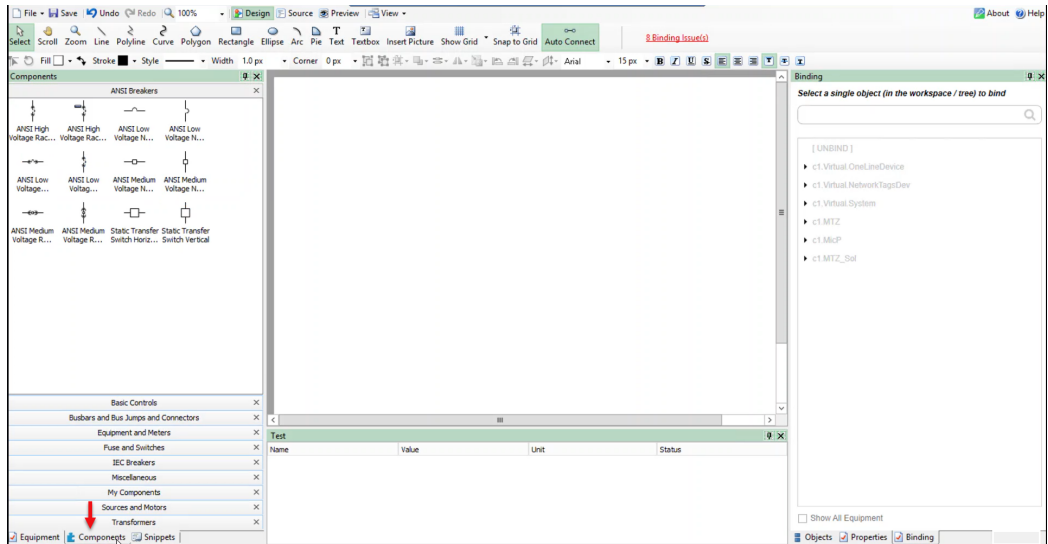 File Save Undo Redo 100% Design Source Preview View About Help
Select Scroll Zoom Line Polyline Curve Polygon Rectangle Ellipse Arc Pie Text Textbox Insert Picture Show Grid Snap to Grid Auto Connect 8 Binding Issue(s)
Fill Stroke Style Width 1.0 px Corner 0 px Arial 15 px B I U S T T I
Components
ANSI Breakers
ANSI High Voltage Rac... ANSI High Voltage Rac... ANSI Low Voltage N... ANSI Low Voltage N...
ANSI Low Voltage... ANSI Low Voltag... ANSI Medium Voltage N... ANSI Medium Voltage N...
ANSI Medium Voltage R... ANSI Medium Voltage R... Static Transfer Switch Horiz... Static Transfer Switch Vertical
Basic Controls
Busbars and Bus Jumps and Connectors
Equipment and Meters
Fuse and Switches
IEC Breakers
Miscellaneous
My Components
Sources and Motors
Transformers
Equipment Components Snippets
Test
Name Value Unit Status
Binding
Select a single object (in the workspace / tree) to bind
[ UNBIND ]
c1.Virtual.OneLineDevice
c1.Virtual.NetworkTagsDev
c1.Virtual.System
c1.MTZ
c1.MicP
c1.MTZ_Sol
Show All Equipment
Objects Properties Binding